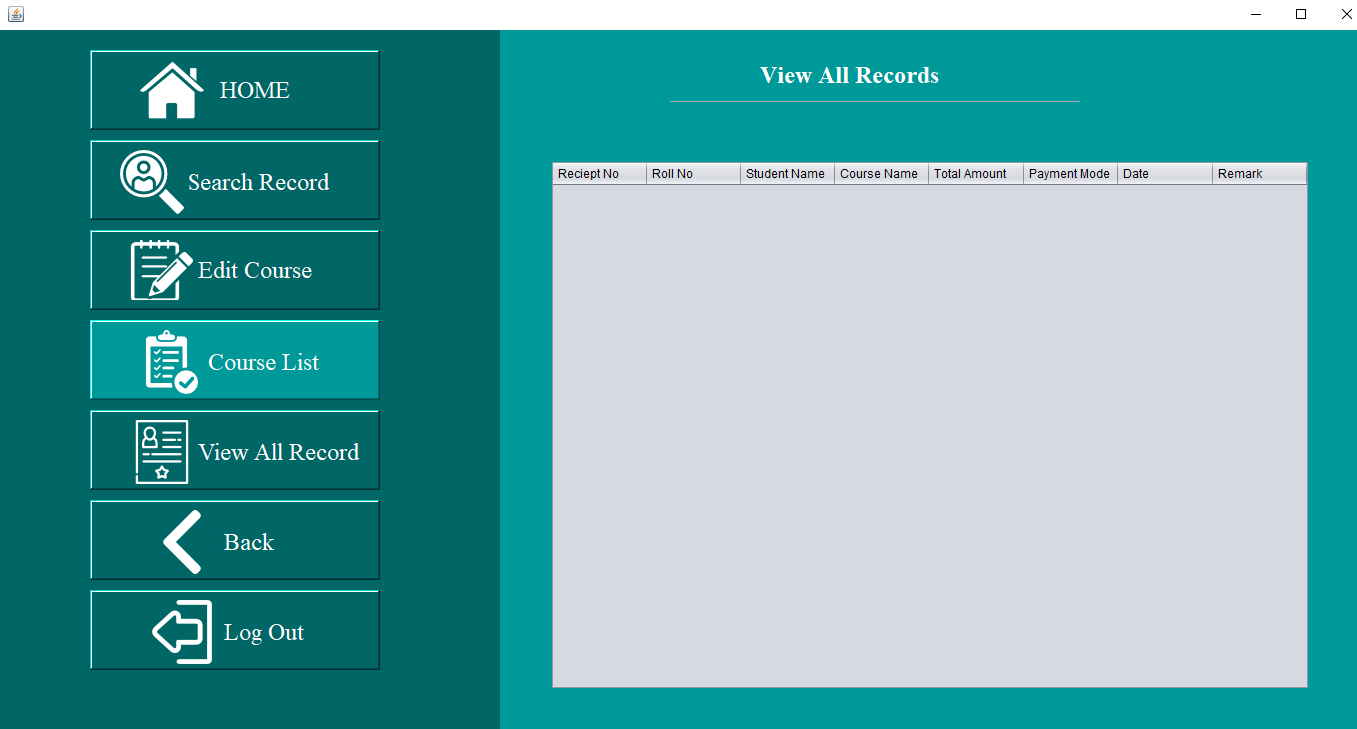 HOME
Search Record
Edit Course
Course List
View All Record
Back
Log Out
View All Records
Reciept No Roll No Student Name Course Name Total Amount Payment Mode Date Remark